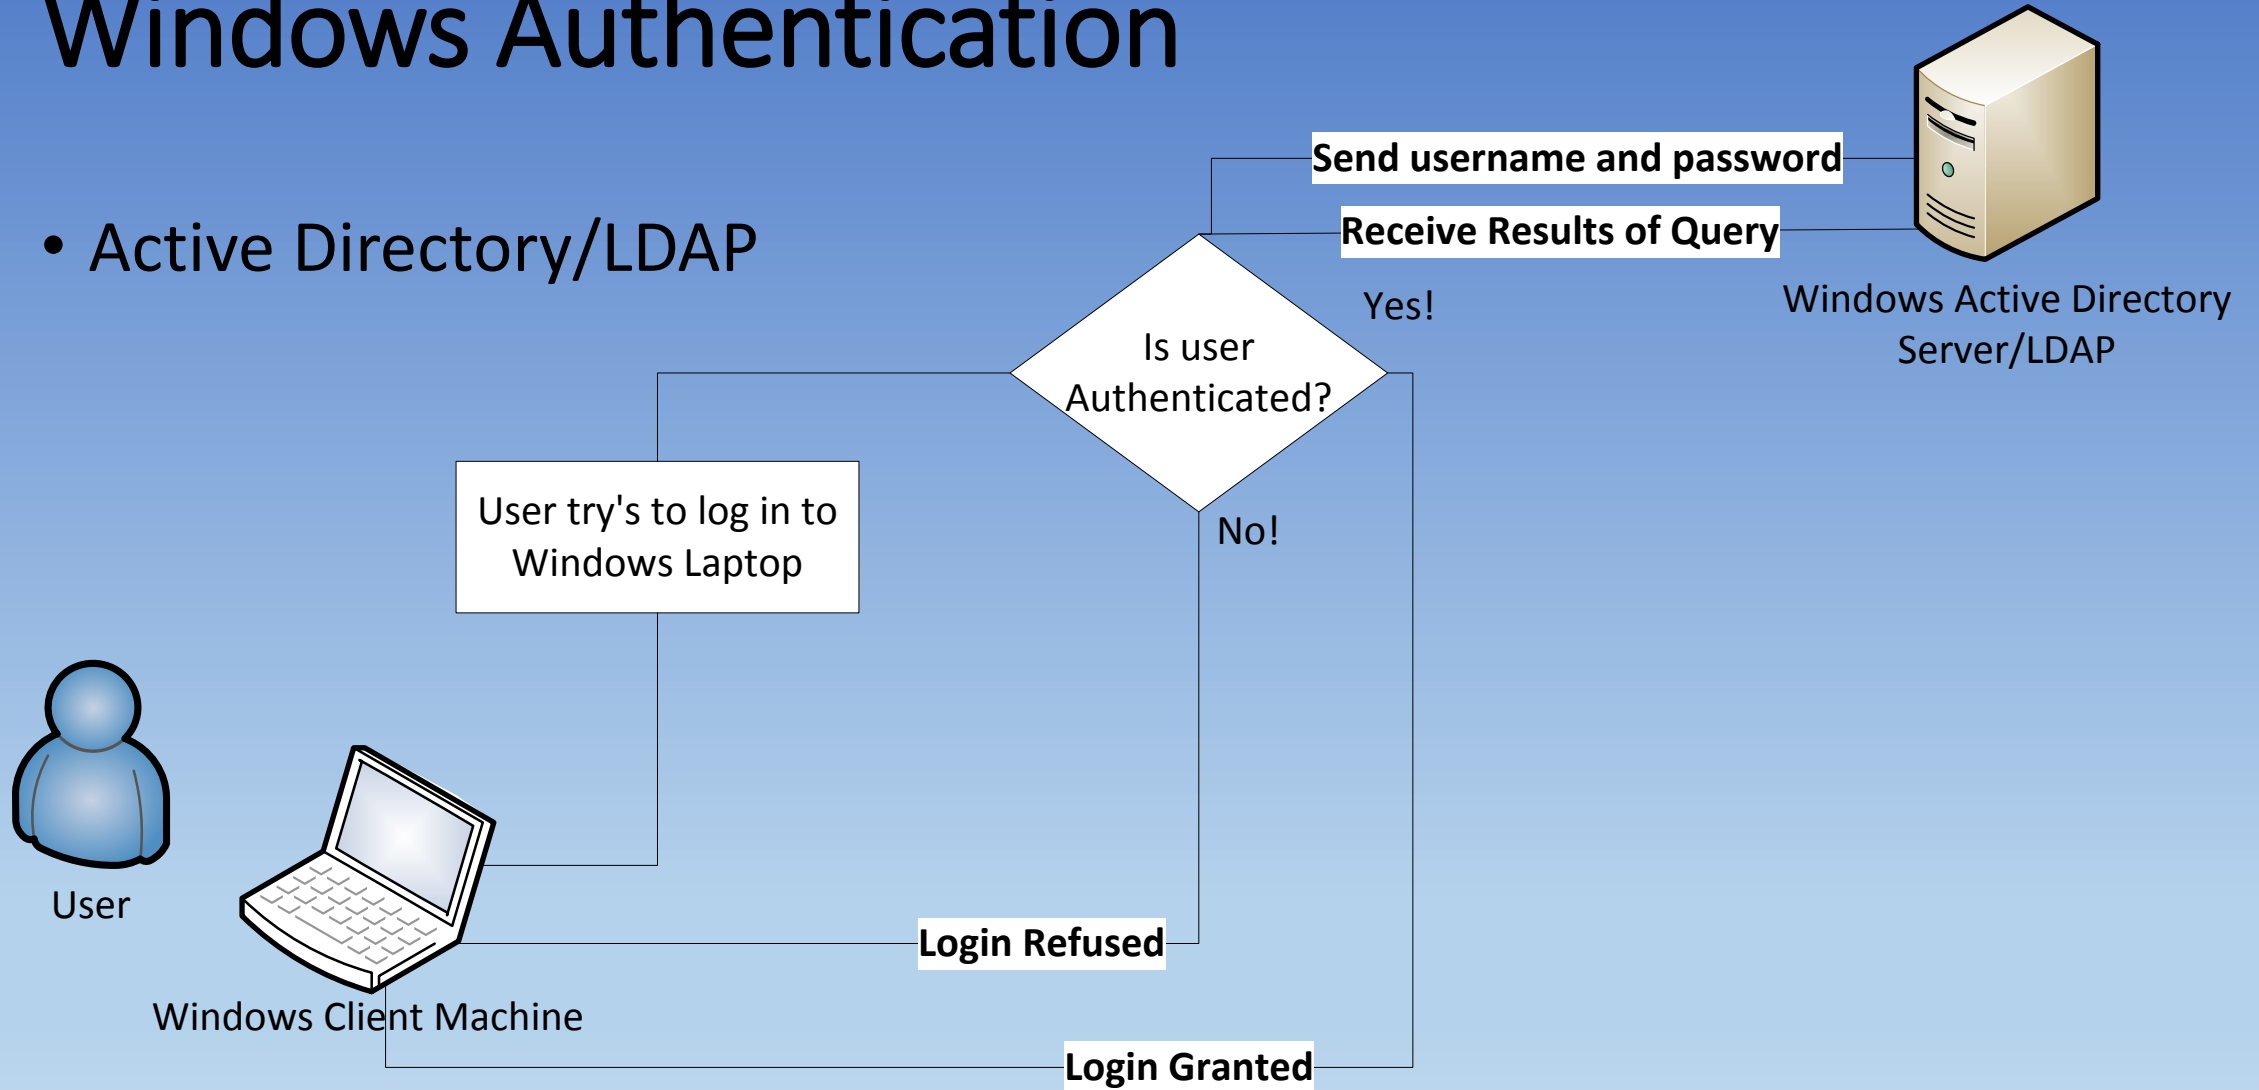 Windows Authentication
• Active Directory/LDAP
Send username and password
Receive Results of Query
Yes!
Windows Active Directory
Server/LDAP
Is user
Authenticated?
User try's to log in to
Windows Laptop
No!
User
Login Refused
Windows Client Machine
Login Granted